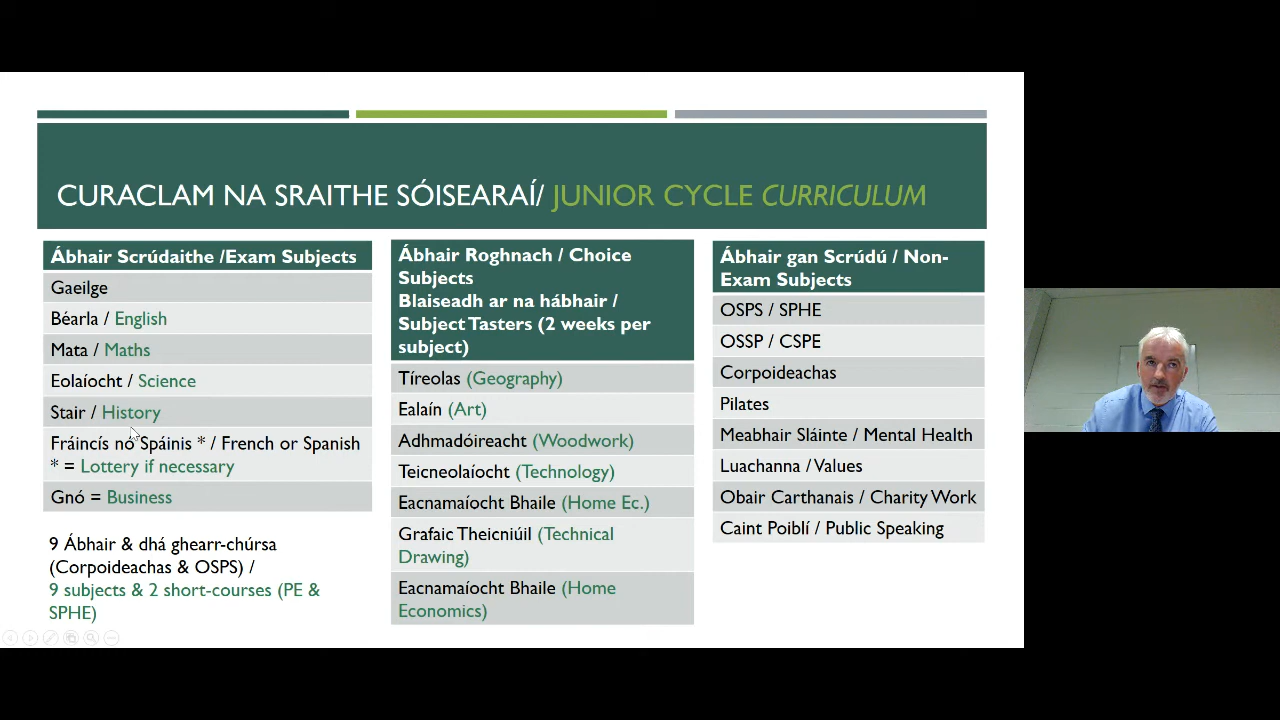 CURACLAM NA SRAITHE SÓISEARAÍ/ JUNIOR CYCLE CURRICULUM
Ábhair Scrúdaithe /Exam Subjects
Gaeilge
Béarla / English
Mata / Maths
Eolaíocht / Science
Stair / History
Fráincís nó Spáinis * / French or Spanish
* = Lottery if necessary
Gnó = Business
9 Ábhair & dhá ghearr-chúrsa
(Corpoideachas & OSPS) /
9 subjects & 2 short-courses (PE &
SPHE)
Ábhair Roghnach / Choice
Subjects
Blaiseadh ar na hábhair /
Subject Tasters (2 weeks per
subject)
Tíreolas (Geography)
Ealaín (Art)
Adhmadóireacht (Woodwork)
Teicneolaíocht (Technology)
Eacnamaíocht Bhaile (Home Ec.)
Grafaic Theicniúil (Technical
Drawing)
Eacnamaíocht Bhaile (Home
Economics)
Ábhair gan Scrúdú / Non-
Exam Subjects
OSPS / SPHE
OSSP / CSPE
Corpoideachas
Pilates
Meabhair Sláinte / Mental Health
Luachanna / Values
Obair Carthanais / Charity Work
Caint Poiblí / Public Speaking